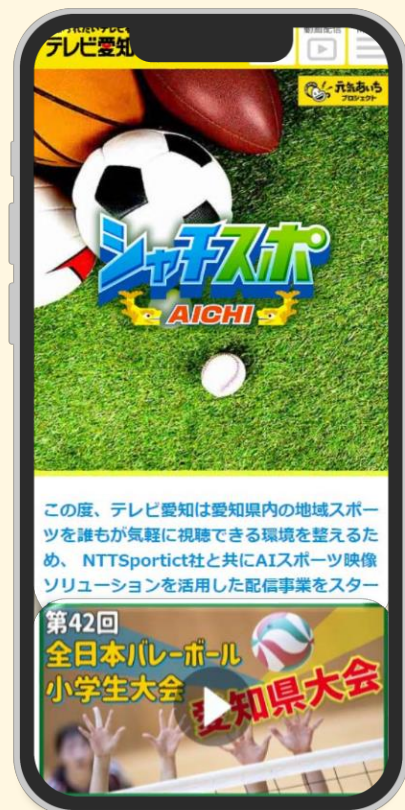 テレビ愛知
動画配信
元気あいち
プロジェクト
シャチスポ
AICHI
この度、テレビ愛知は愛知県内の地域スポー
ツを誰もが気軽に視聴できる環境を整えるた
め、 NTTSportict社と共にAIスポーツ映像
ソリューションを活用した配信事業をスター
第42回
全日本バレーボール
小学生大会
愛知県大会